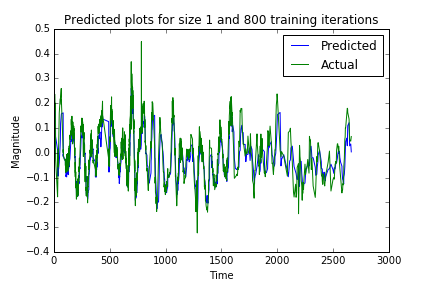 Predicted plots for size 1 and 800 training iterations
0.5
0.4
0.3
0.2
0.1
0.0
−0.1
−0.2
−0.3
−0.4
Magnitude
Predicted
Actual
0 500 1000 1500 2000 2500 3000
Time